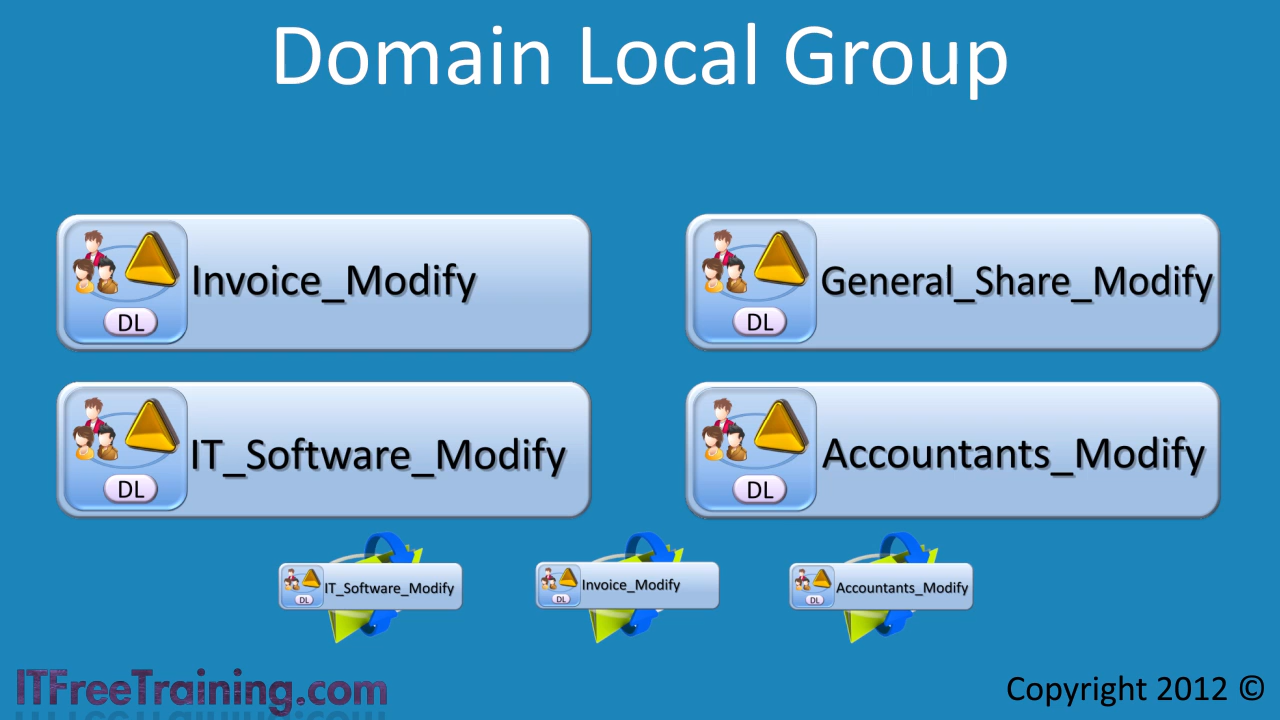 Domain Local Group
DL Invoice_Modify
DL General_Share_Modify
DL IT_Software_Modify
DL Accountants_Modify
DL IT_Software_Modify
DL Invoice_Modify
DL Accountants_Modify
ITFreeTraining.com
Copyright 2012 ©